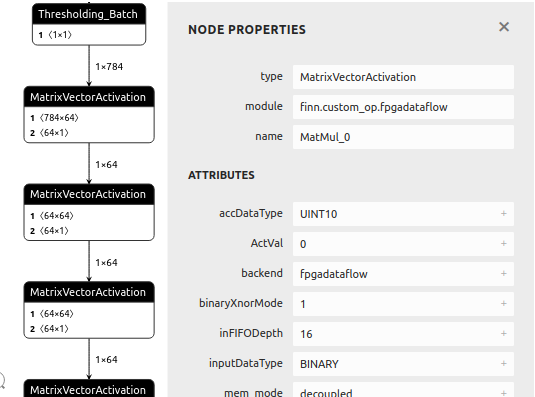 Thresholding_Batch
1 〈1×1〉
1×784
MatrixVectorActivation
1 〈784×64〉
2 〈64×1〉
1×64
MatrixVectorActivation
1 〈64×64〉
2 〈64×1〉
1×64
MatrixVectorActivation
1 〈64×64〉
2 〈64×1〉
1×64
MatrixVectorActivation
NODE PROPERTIES ×
type MatrixVectorActivation
module finn.custom_op.fpgadataflow
name MatMul_0
ATTRIBUTES
accDataType UINT10 +
ActVal 0 +
backend fpgadataflow +
binaryXnorMode 1 +
inFIFODepth 16 +
inputDataType BINARY +
mem_mode decoupled +